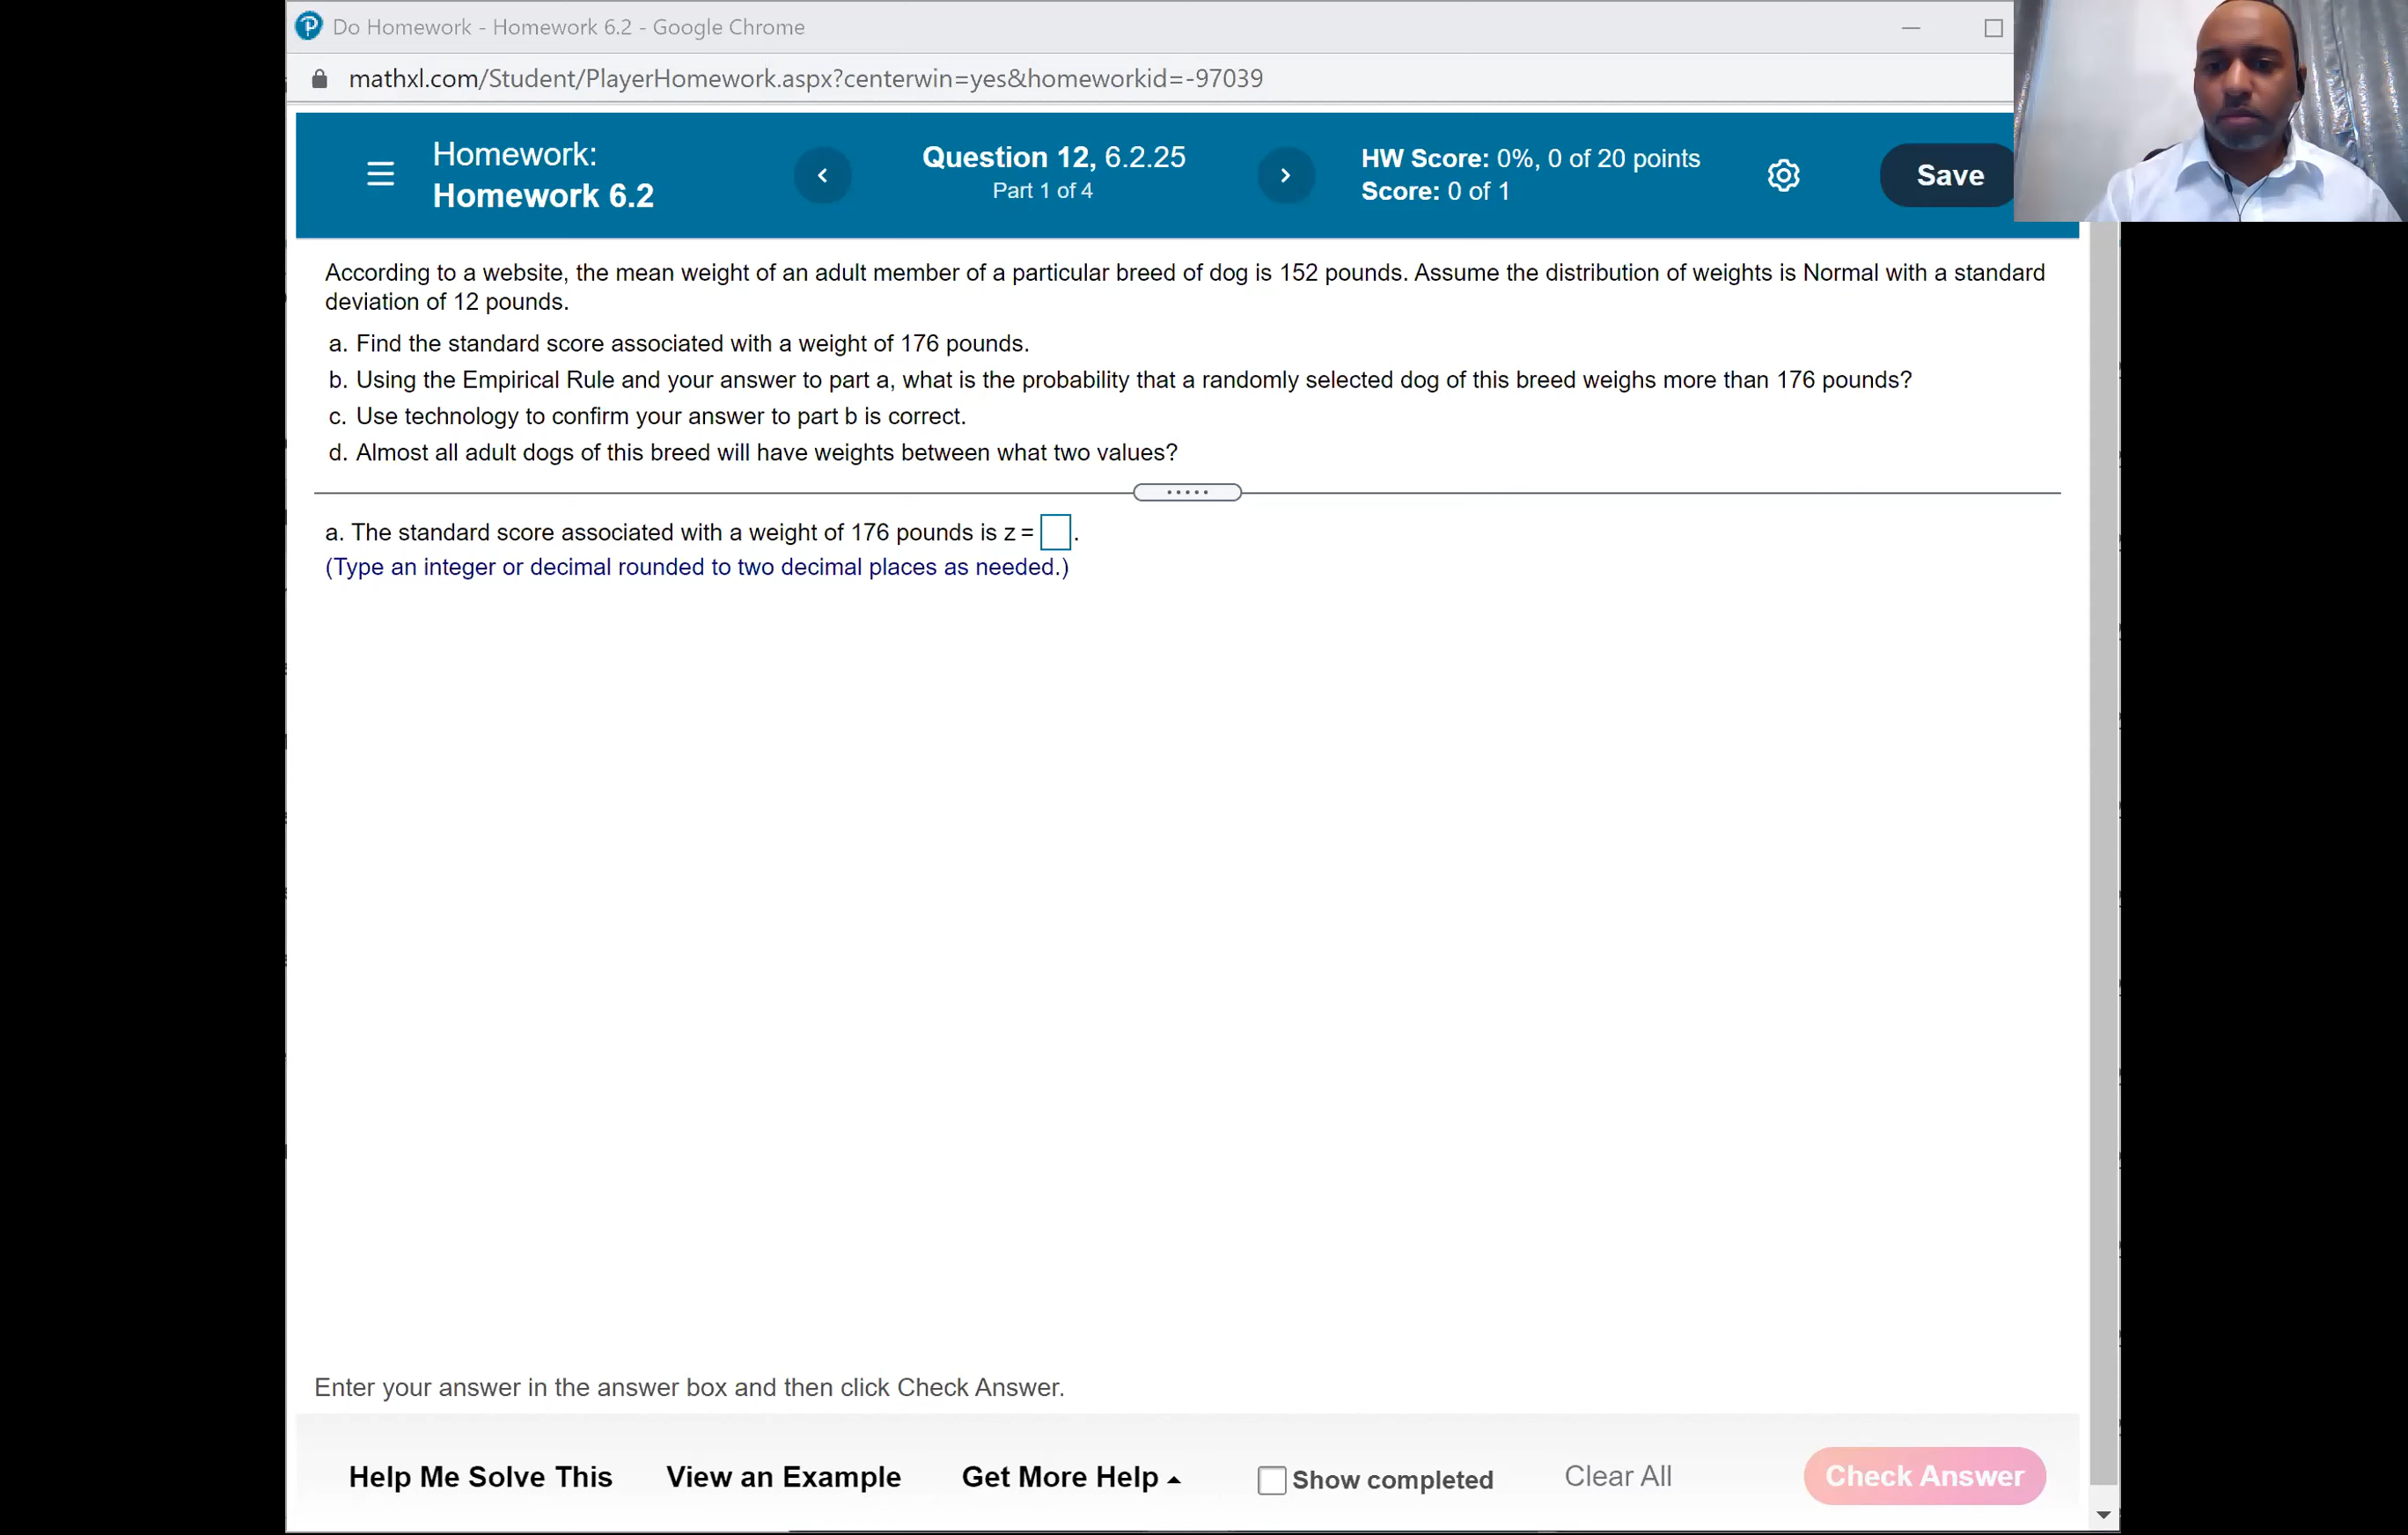 Do Homework - Homework 6.2 - Google Chrome
mathxl.com/Student/PlayerHomework.aspx?centerwin=yes&homeworkid=-97039
Homework:
Homework 6.2
Question 12, 6.2.25
Part 1 of 4
HW Score: 0%, 0 of 20 points
Score: 0 of 1
Save
According to a website, the mean weight of an adult member of a particular breed of dog is 152 pounds. Assume the distribution of weights is Normal with a standard
deviation of 12 pounds.
a. Find the standard score associated with a weight of 176 pounds.
b. Using the Empirical Rule and your answer to part a, what is the probability that a randomly selected dog of this breed weighs more than 176 pounds?
c. Use technology to confirm your answer to part b is correct.
d. Almost all adult dogs of this breed will have weights between what two values?
a. The standard score associated with a weight of 176 pounds is z = .
(Type an integer or decimal rounded to two decimal places as needed.)
Enter your answer in the answer box and then click Check Answer.
Help Me Solve This View an Example Get More Help Show completed Clear All Check Answer